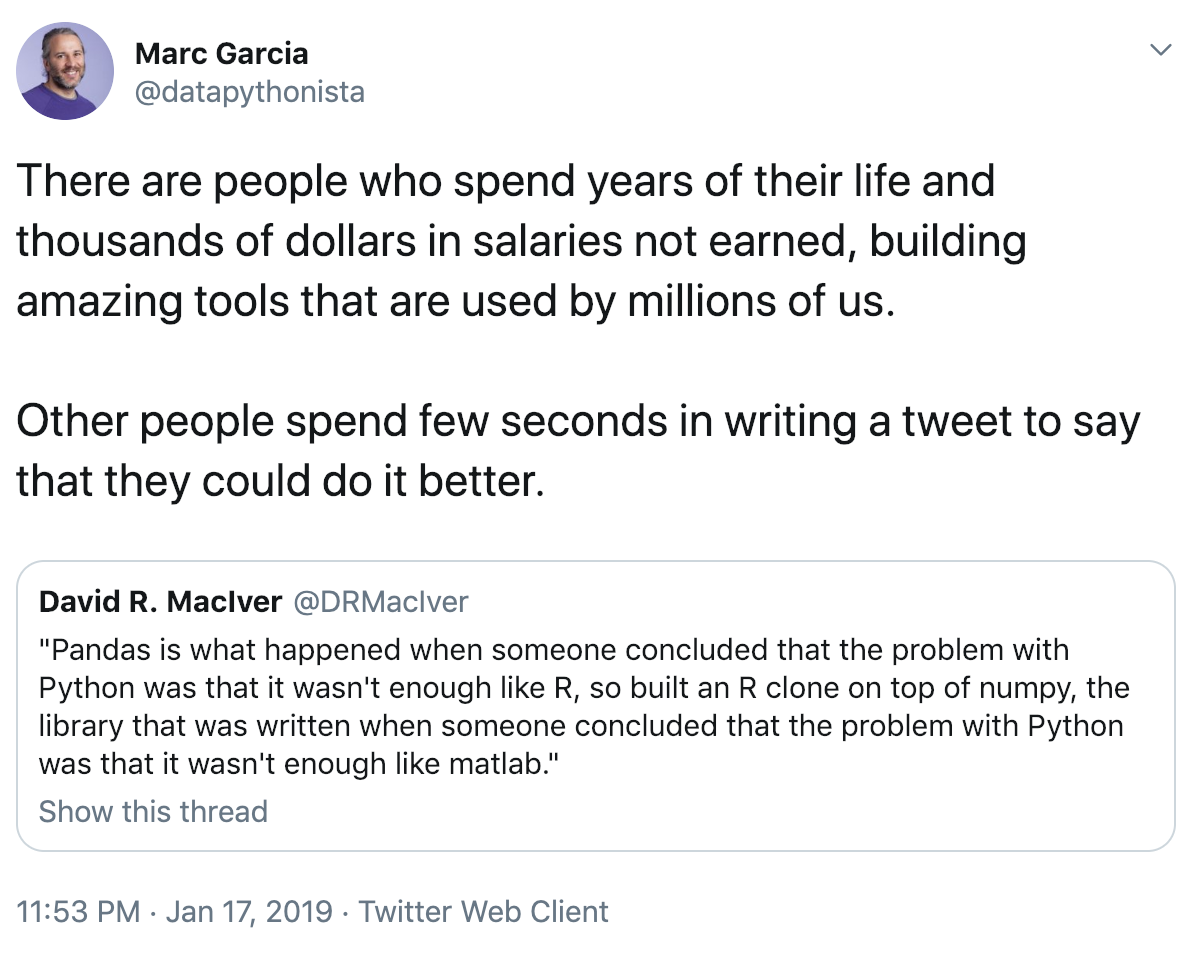 Marc Garcia
@datapythonista
There are people who spend years of their life and
thousands of dollars in salaries not earned, building
amazing tools that are used by millions of us.
Other people spend few seconds in writing a tweet to say
that they could do it better.
David R. MacIver @DRMacIver
"Pandas is what happened when someone concluded that the problem with
Python was that it wasn't enough like R, so built an R clone on top of numpy, the
library that was written when someone concluded that the problem with Python
was that it wasn't enough like matlab."
Show this thread
11:53 PM · Jan 17, 2019 · Twitter Web Client